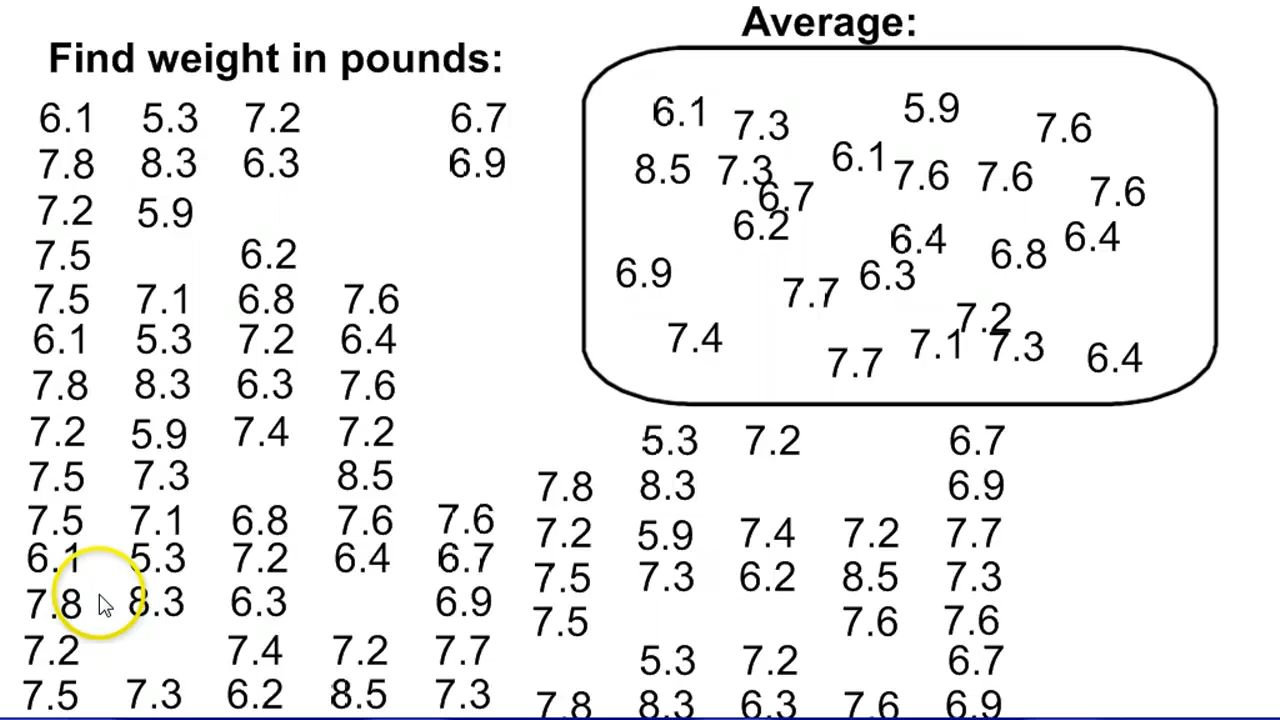 Average:
Find weight in pounds:
6.1 5.3 7.2 6.7
7.8 8.3 6.3 6.9
7.2 5.9
7.5 6.2
7.5 7.1 6.8 7.6
6.1 5.3 7.2 6.4
7.8 8.3 6.3 7.6
7.2 5.9 7.4 7.2
7.5 7.3 8.5
7.5 7.1 6.8 7.6 7.6
6.1 5.3 7.2 6.4 6.7
7.8 8.3 6.3 6.9
7.2 7.4 7.2 7.7
7.5 7.3 6.2 8.5 7.3
6.1 7.3 5.9 7.6
8.5 7.3 6.1 7.6 7.6 7.6
6.7
6.2 6.4 6.8 6.4
6.9 7.7 6.3
7.2
7.4 7.7 7.1 7.3 6.4
5.3 7.2 6.7
7.8 8.3 6.9
7.2 5.9 7.4 7.2 7.7
7.5 7.3 6.2 8.5 7.3
7.5 7.6 7.6
5.3 7.2 6.7
7.8 8.3 6.3 7.6 6.9